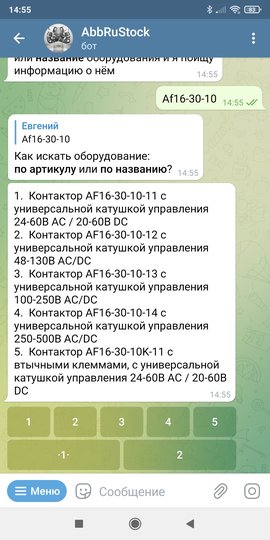 14:55
63
AbbRuStock
бот
или название оборудования и я поищу
информацию о нём
14:55
Af16-30-10
14:55
Евгений
Af16-30-10
Как искать оборудование:
по артикулу или по названию?
14:55
1. Контактор AF16-30-10-11 с
универсальной катушкой управления
24-60В AC / 20-60В DC
2. Контактор AF16-30-10-12 с
универсальной катушкой управления
48-130В AC/DC
3. Контактор AF16-30-10-13 с
универсальной катушкой управления
100-250В AC/DC
4. Контактор AF16-30-10-14 с
универсальной катушкой управления
250-500В AC/DC
5. Контактор AF16-30-10K-11 с
втычными клеммами, с универсальной
катушкой управления 24-60В AC / 20-60В
DC
14:55
1 2 3 4 5
·1· 2
Меню Сообщение